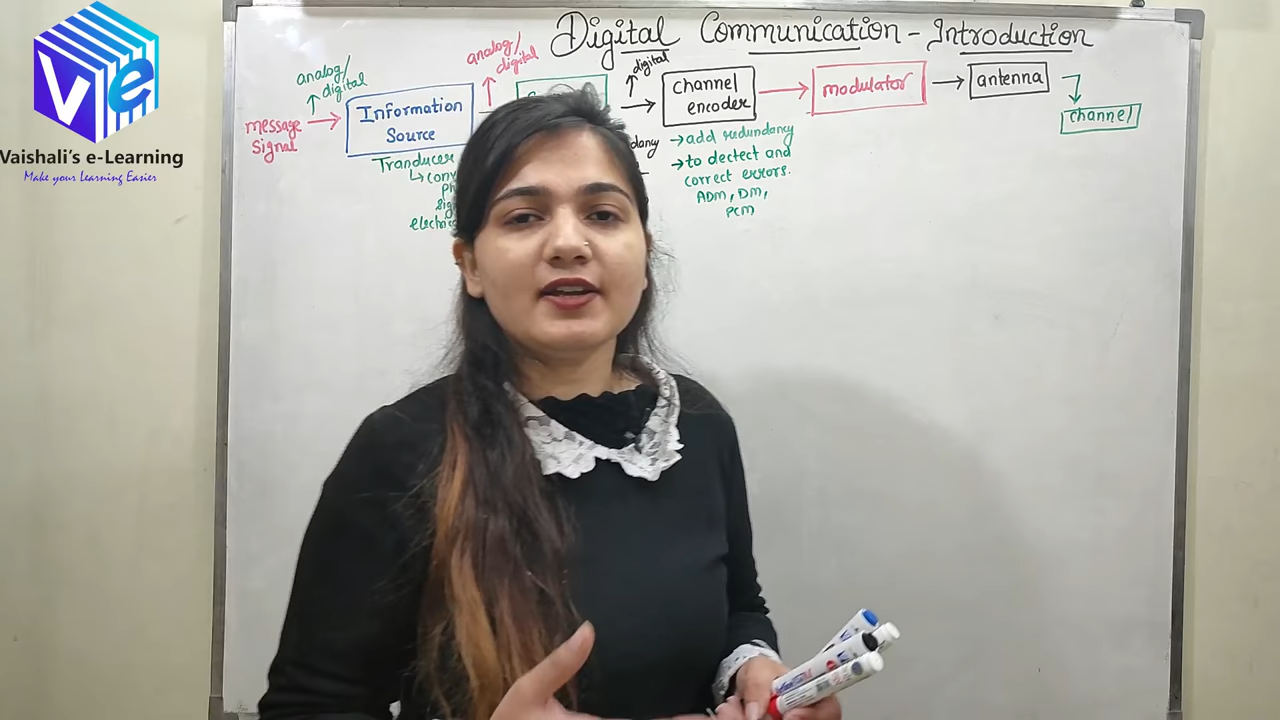 Digital Communication - Introduction
analog/
digital
message
Signal
Information
Source
Tranducer
analog/
digital
digital
channel
encoder
→add redundancy
→to dectect and
correct errors.
ADM, DM,
PCM
modulator
antenna
channel
Ve
Vaishali's e-Learning
Make your Learning Easier